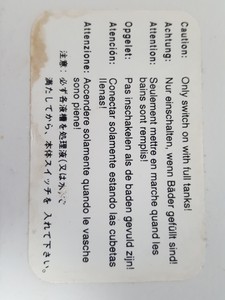 Caution: Only switch on with full tanks!
Achtung: Nur einschalten, wenn Bäder gefüllt sind!
Attention: Seulement mettre en marche quand les
bains sont remplis!
Opgelet: Pas inschakelen als de baden gevuld zijn!
Atención: Conectar solamente estando las cubetas
llenas!
Attenzione: Accendere solamente quando le vasche
sono piene!
注意: 必ず各液槽を処理液(又は水)で
満たしてから、本体スイッチを入れて下さい。